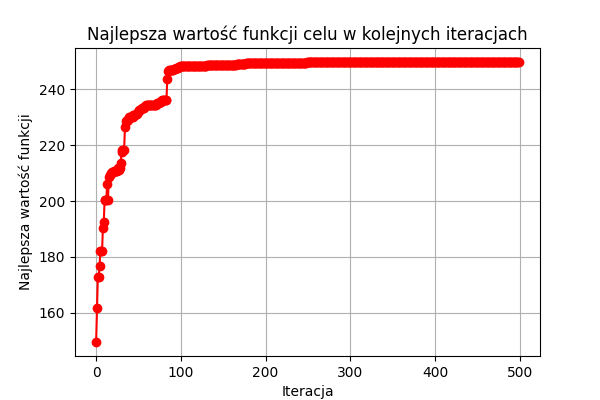 Najlepsza wartość funkcji celu w kolejnych iteracjach
Najlepsza wartość funkcji
240
220
200
180
160
0 100 200 300 400 500
Iteracja